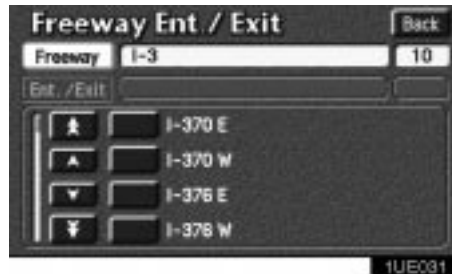 Freeway Ent / Exit Back
Freeway I-3 10
Ent. /Exit
I-370 E
I-370 W
I-376 E
I-376 W
1UE031